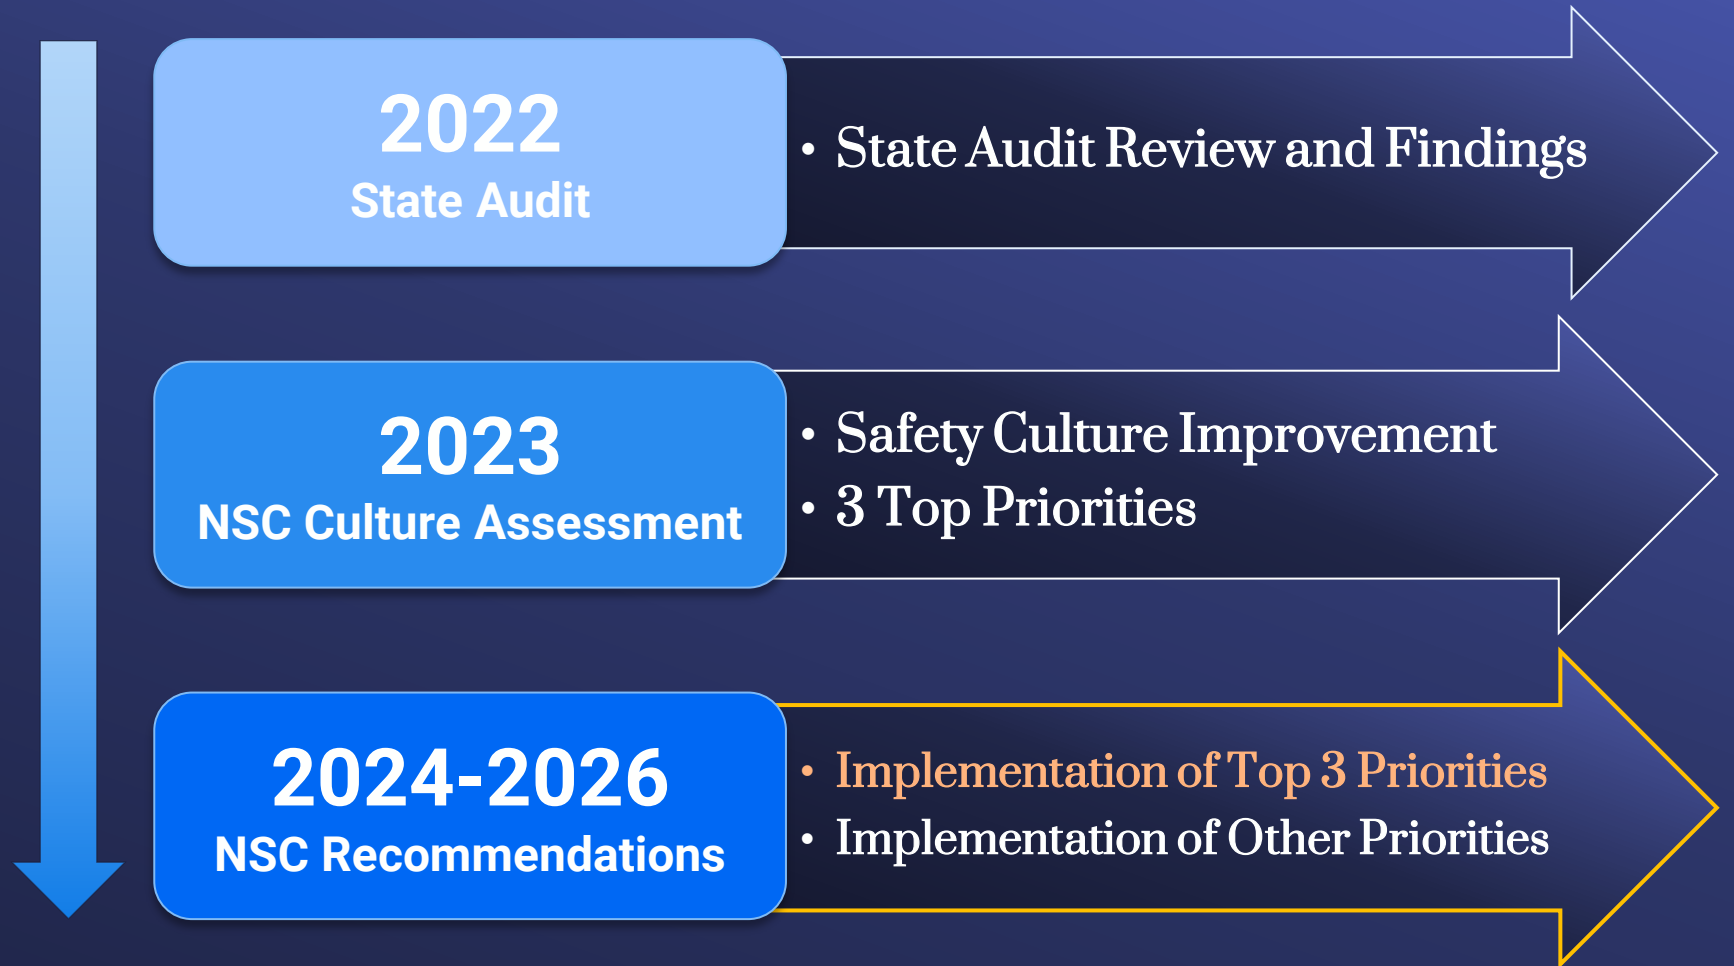 2022
State Audit
• State Audit Review and Findings
2023
NSC Culture Assessment
• Safety Culture Improvement
• 3 Top Priorities
2024-2026
NSC Recommendations
• Implementation of Top 3 Priorities
• Implementation of Other Priorities